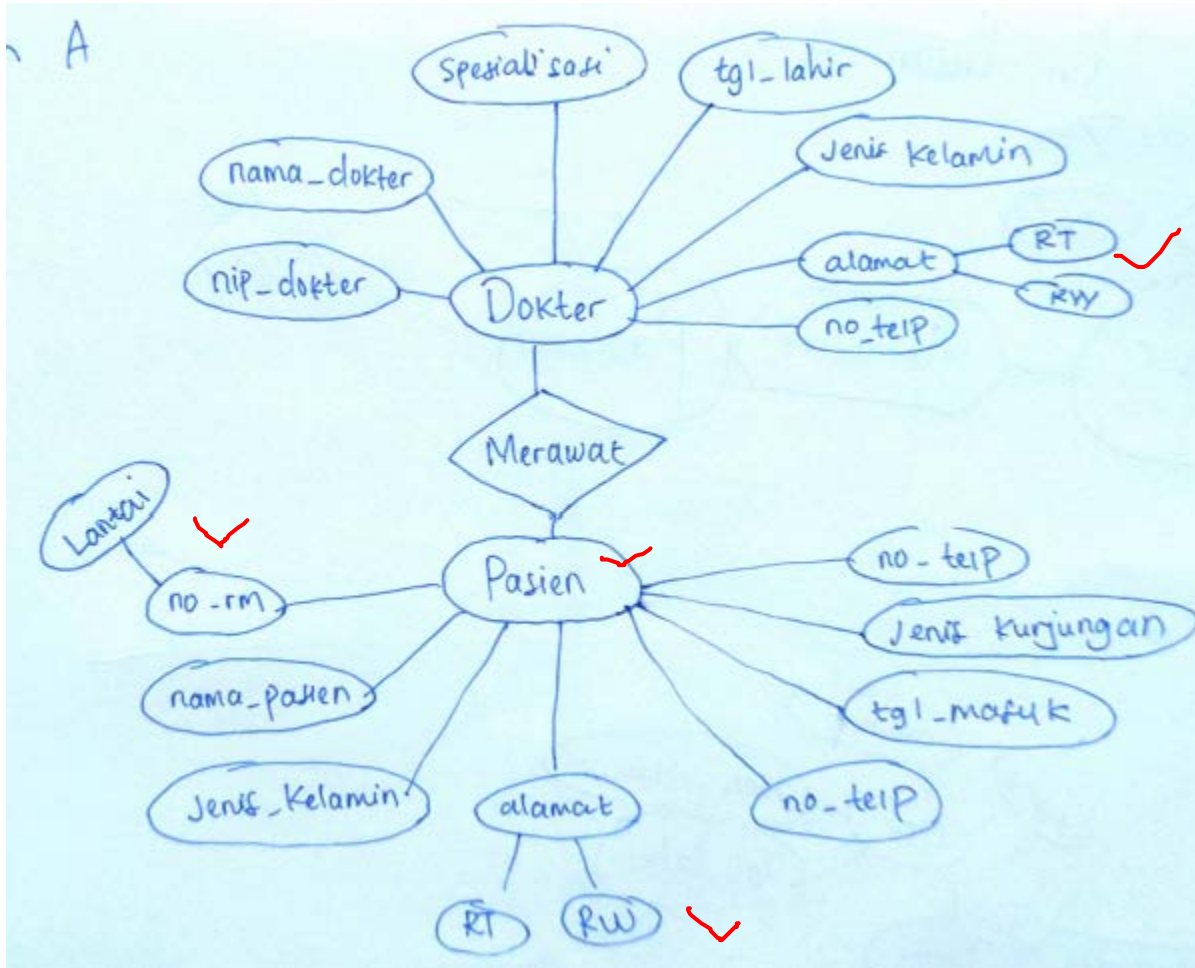 A
Spesialisasi
tgl_lahir
nama_dokter
Jenis Kelamin
nip_dokter
Dokter
alamat
RT
RW
no_telp
Merawat
Lantai
no_rm
Pasien
no_telp
Jenis Kurjungan
nama_pasien
tgl_masuk
Jenis_Kelamin
alamat
no_telp
RT
RW